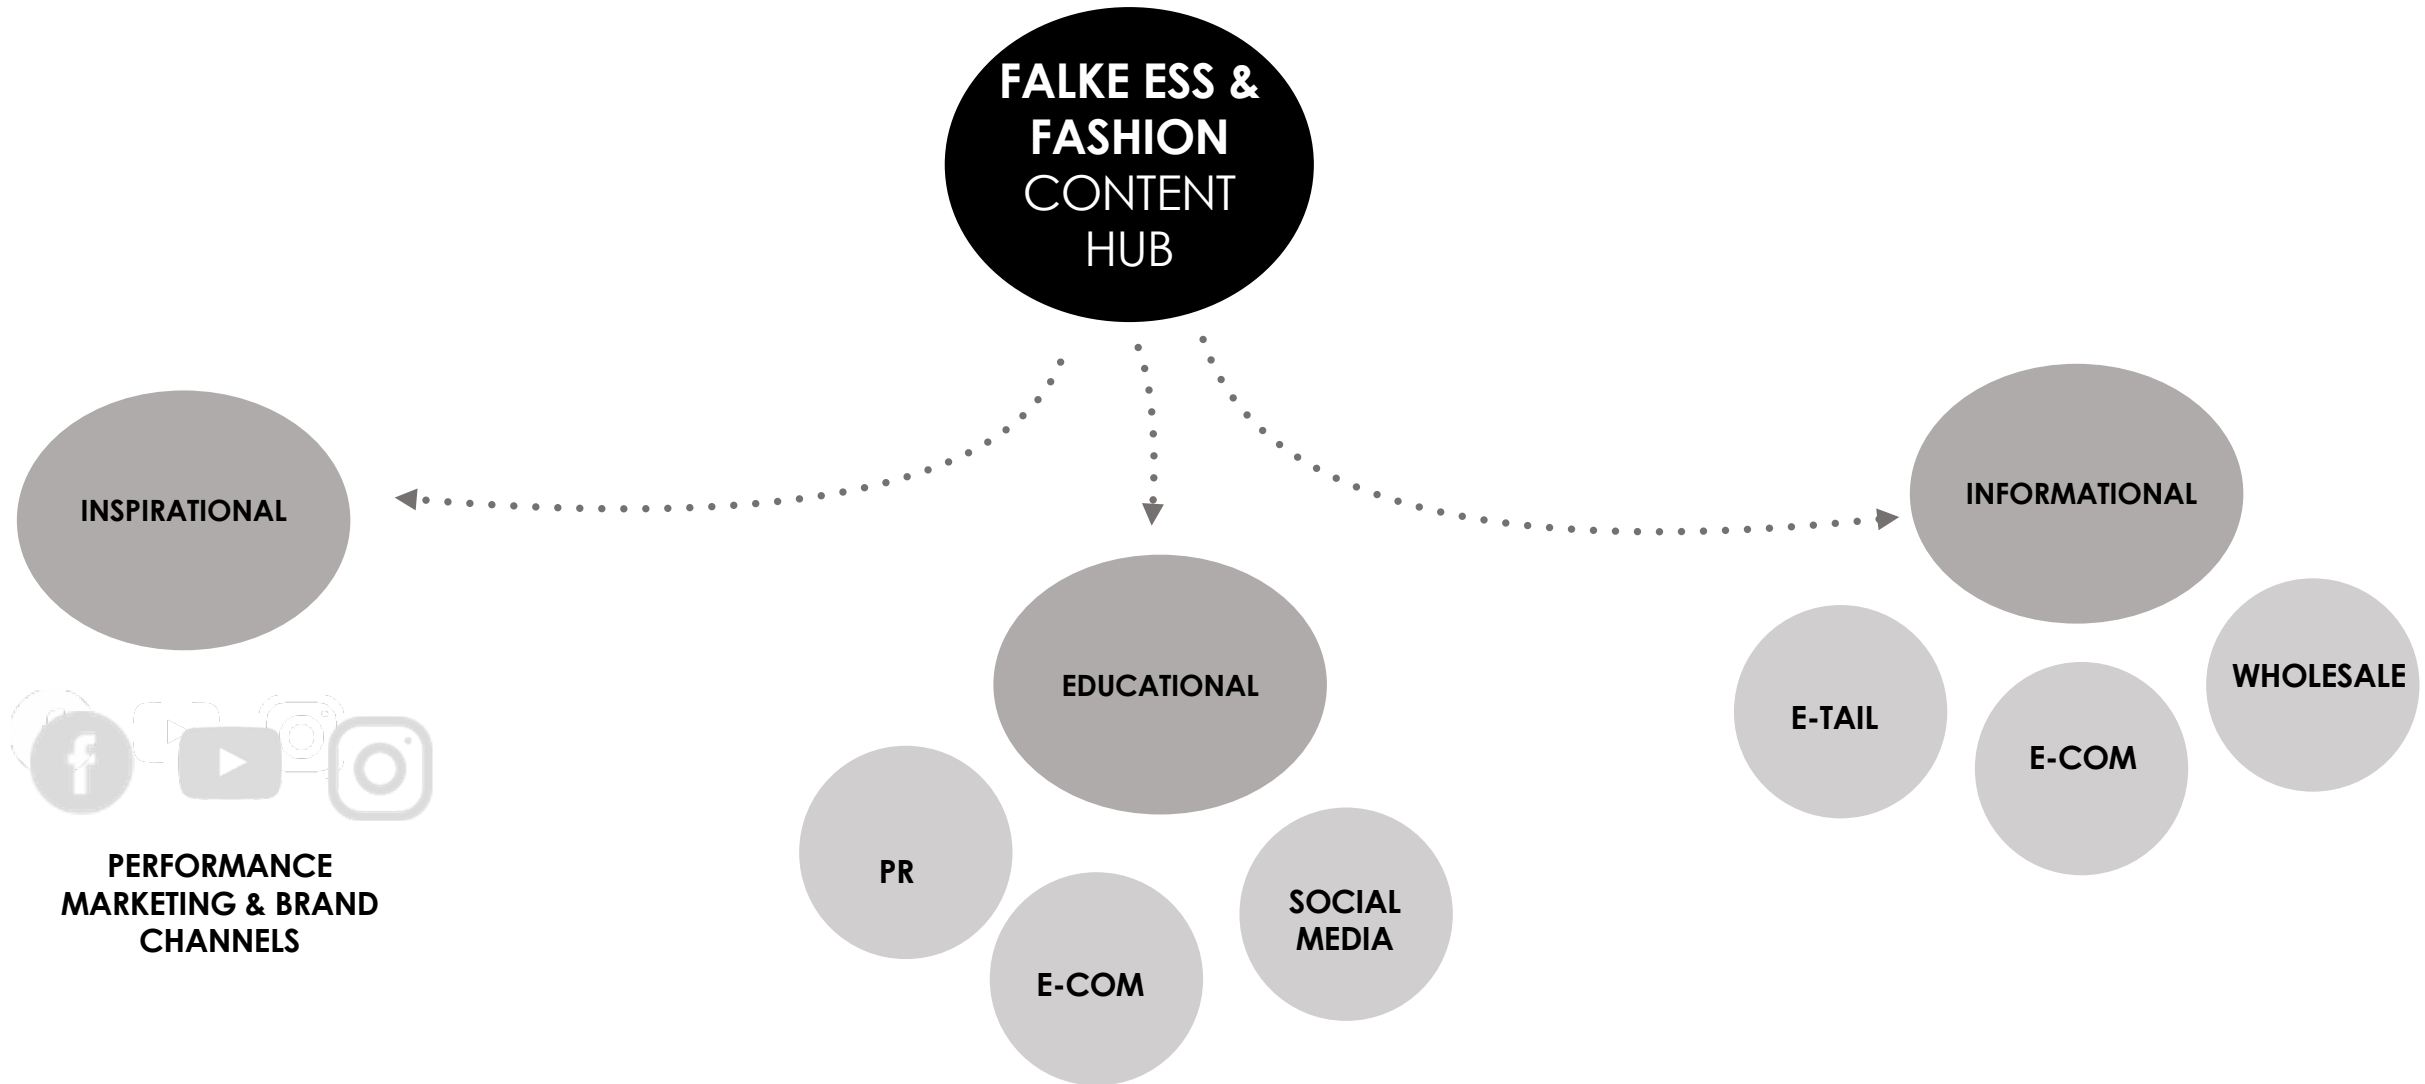 FALKE ESS &
FASHION
CONTENT
HUB
INSPIRATIONAL
PERFORMANCE
MARKETING & BRAND
CHANNELS
EDUCATIONAL
PR
E-COM
SOCIAL
MEDIA
INFORMATIONAL
E-TAIL
E-COM
WHOLESALE